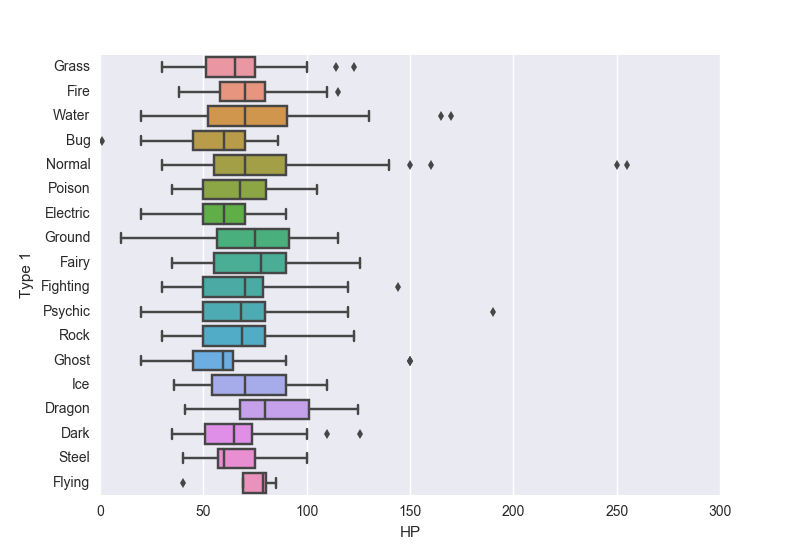 Type 1
Grass
Fire
Water
Bug
Normal
Poison
Electric
Ground
Fairy
Fighting
Psychic
Rock
Ghost
Ice
Dragon
Dark
Steel
Flying
0 50 100 150 200 250 300
HP